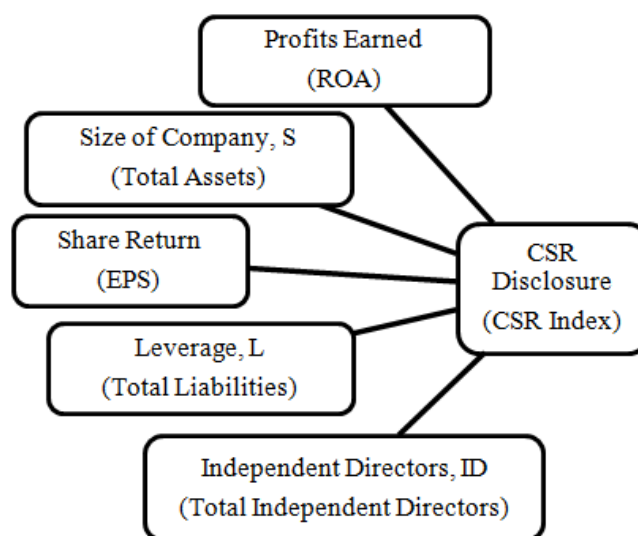 Profits Earned
(ROA)
Size of Company, S
(Total Assets)
Share Return
(EPS)
CSR
Disclosure
(CSR Index)
Leverage, L
(Total Liabilities)
Independent Directors, ID
(Total Independent Directors)